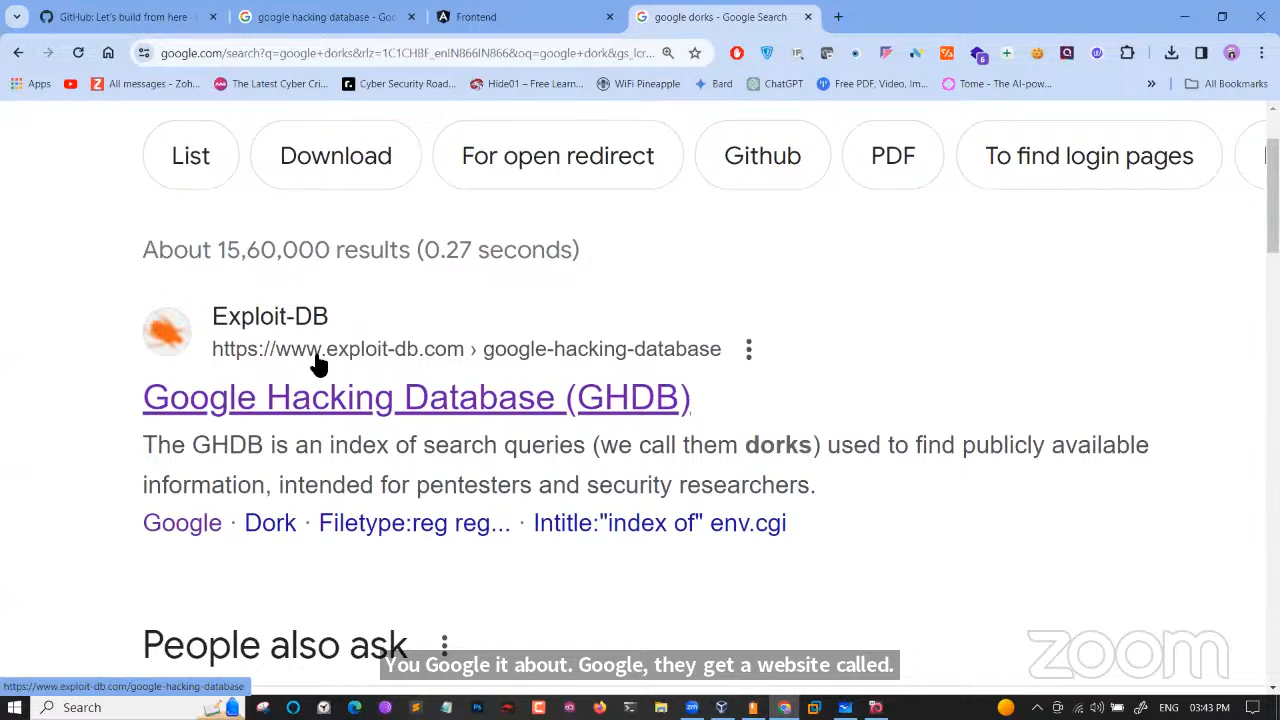 GitHub: Let's build from here ·
google hacking database - Goo
Frontend
google dorks - Google Search
google.com/search?q=google+dorks&rlz=1C1CHBF_enIN866IN866&oq=google+dork&gs_lcr...
Apps
All messages - Zoh...
The Latest Cyber Cri...
Cyber Security Road...
Hide01 – Free Learn...
WiFi Pineapple
Bard
ChatGPT
Free PDF, Video, Im...
Tome - The AI-pow...
All Bookmarks
List
Download
For open redirect
Github
PDF
To find login pages
About 15,60,000 results (0.27 seconds)
Exploit-DB
https://www.exploit-db.com › google-hacking-database
Google Hacking Database (GHDB)
The GHDB is an index of search queries (we call them dorks) used to find publicly available
information, intended for pentesters and security researchers.
Google · Dork · Filetype:reg reg... · Intitle:"index of" env.cgi
People also ask
You Google it about. Google, they get a website called.
zoom
https://www.exploit-db.com/google-hacking-database
Search
ENG
03:43 PM